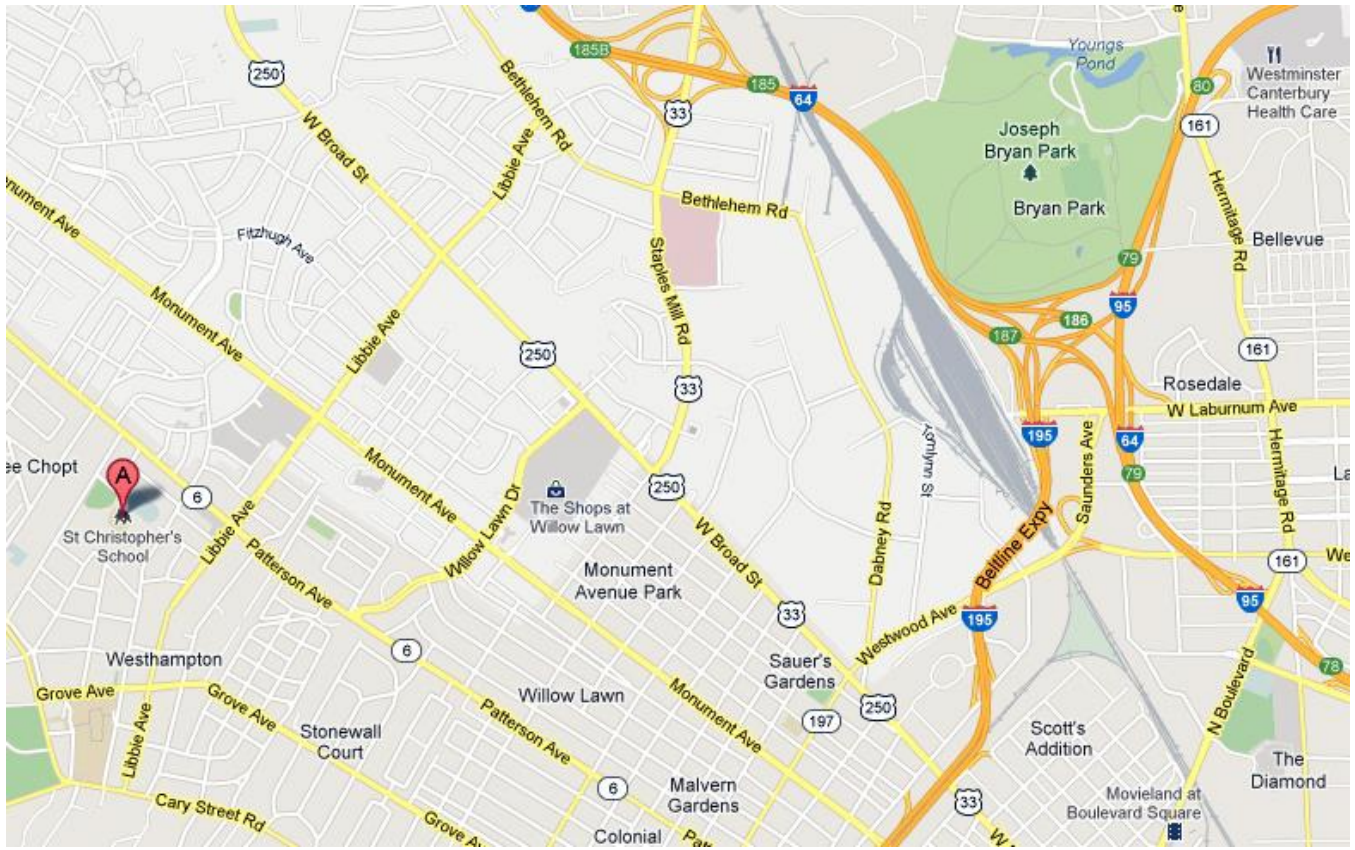 185B
185
64
Youngs
Pond
80
Westminster
Canterbury
Health Care
250
W Broad St
Bethlehem Rd
33
161
Joseph
Bryan Park
Bryan Park
Libbie Ave
Bethlehem Rd
Hermitage Rd
Monument Ave
Fitzhugh Ave
Staples Mill Rd
Bellevue
79
95
Monument Ave
Libbie Ave
250
187
186
161
33
Rosedale
W Laburnum Ave
195
64
Saunders Ave
Hermitage Rd
ee Chopt
A
6
Monument Ave
79
St Christopher's
School
Libbie Ave
Willow Lawn Dr
The Shops at
Willow Lawn
250
W Broad St
Dabney Rd
Beltline Expy
Patterson Ave
Monument
Avenue Park
161
95
33
195
Westwood Ave
6
Westhampton
Sauer's
Gardens
78
Grove Ave
Grove Ave
Willow Lawn
Monument Ave
250
197
N Boulevard
Libbie Ave
Stonewall
Court
Patterson Ave
Scott's
Addition
The
Diamond
6
Malvern
Gardens
33
Movieland at
Boulevard Square
Cary Street Rd
Grove Ave
Colonial